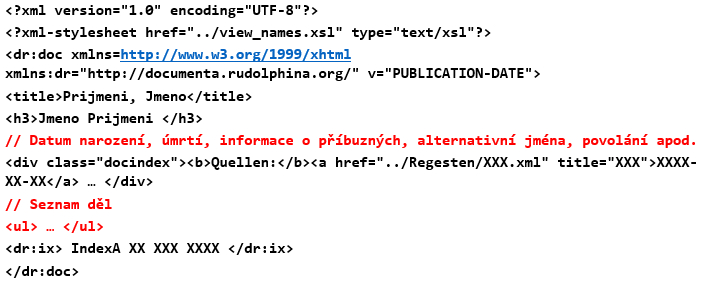 <?xml version="1.0" encoding="UTF-8"?>
<?xml-stylesheet href="../view_names.xsl" type="text/xsl"?>
<dr:doc xmlns=http://www.w3.org/1999/xhtml
xmlns:dr="http://documenta.rudolphina.org/" v="PUBLICATION-DATE">
<title>Prijmeni, Jmeno</title>
<h3>Jmeno Prijmeni </h3>
// Datum narození, úmrtí, informace o příbuzných, alternativní jména, povolání apod.
<div class="docindex"><b>Quellen:</b><a href="../Regesten/XXX.xml" title="XXX">XXXX-
XX-XX</a> … </div>
// Seznam děl
<ul> … </ul>
<dr:ix> IndexA XX XXX XXXX </dr:ix>
</dr:doc>